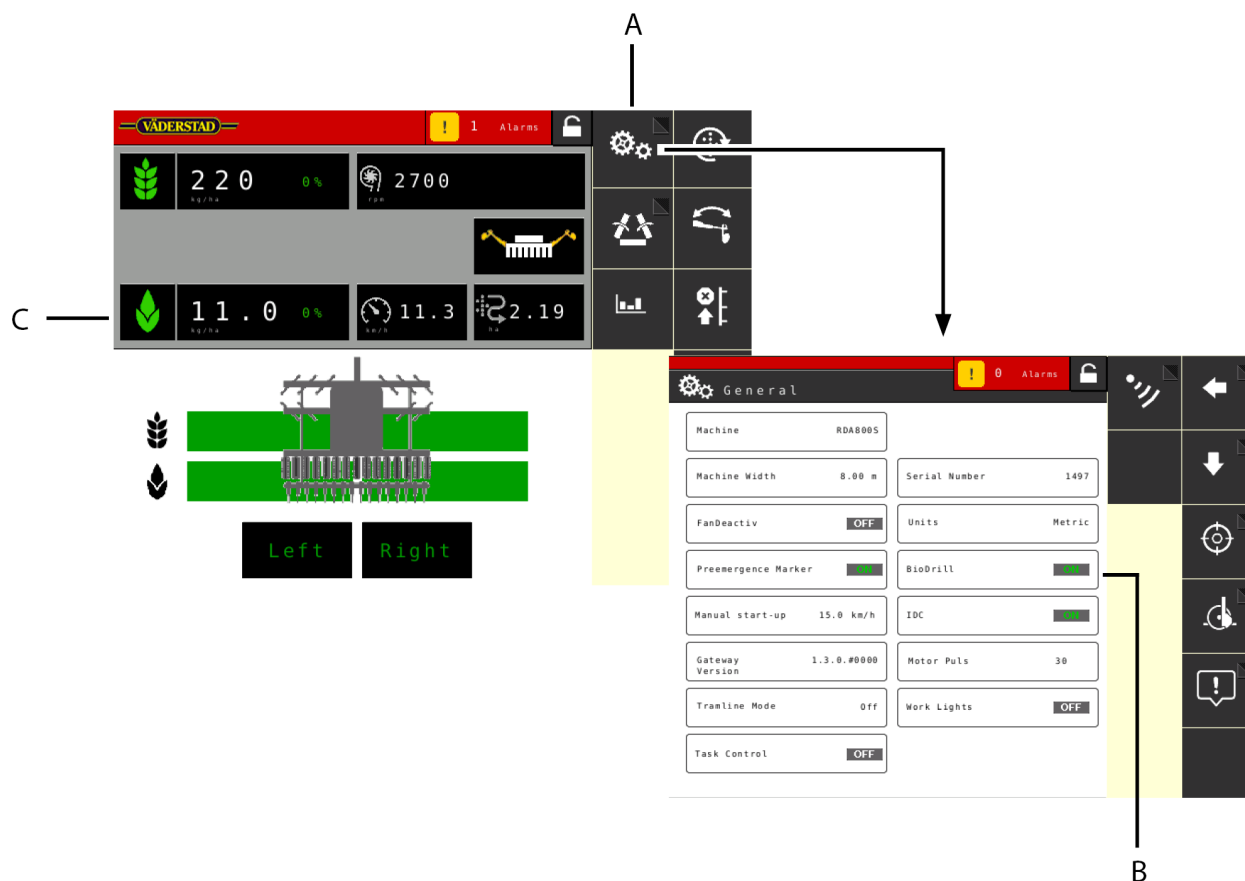 A
VÄDERSTAD
! 1 Alarms
220 0%
kg/ha
2700
rpm
C
11.0 0%
kg/ha
11.3
km/h
2.19
ha
Left Right
General
! 0 Alarms
Machine RDA800S
Machine Width 8.00 m
Serial Number 1497
FanDeactiv OFF
Units Metric
Preemergence Marker ON
BioDrill ON
Manual start-up 15.0 km/h
IDC ON
Gateway Version 1.3.0.#0000
Motor Puls 30
Tramline Mode Off
Work Lights OFF
Task Control OFF
B